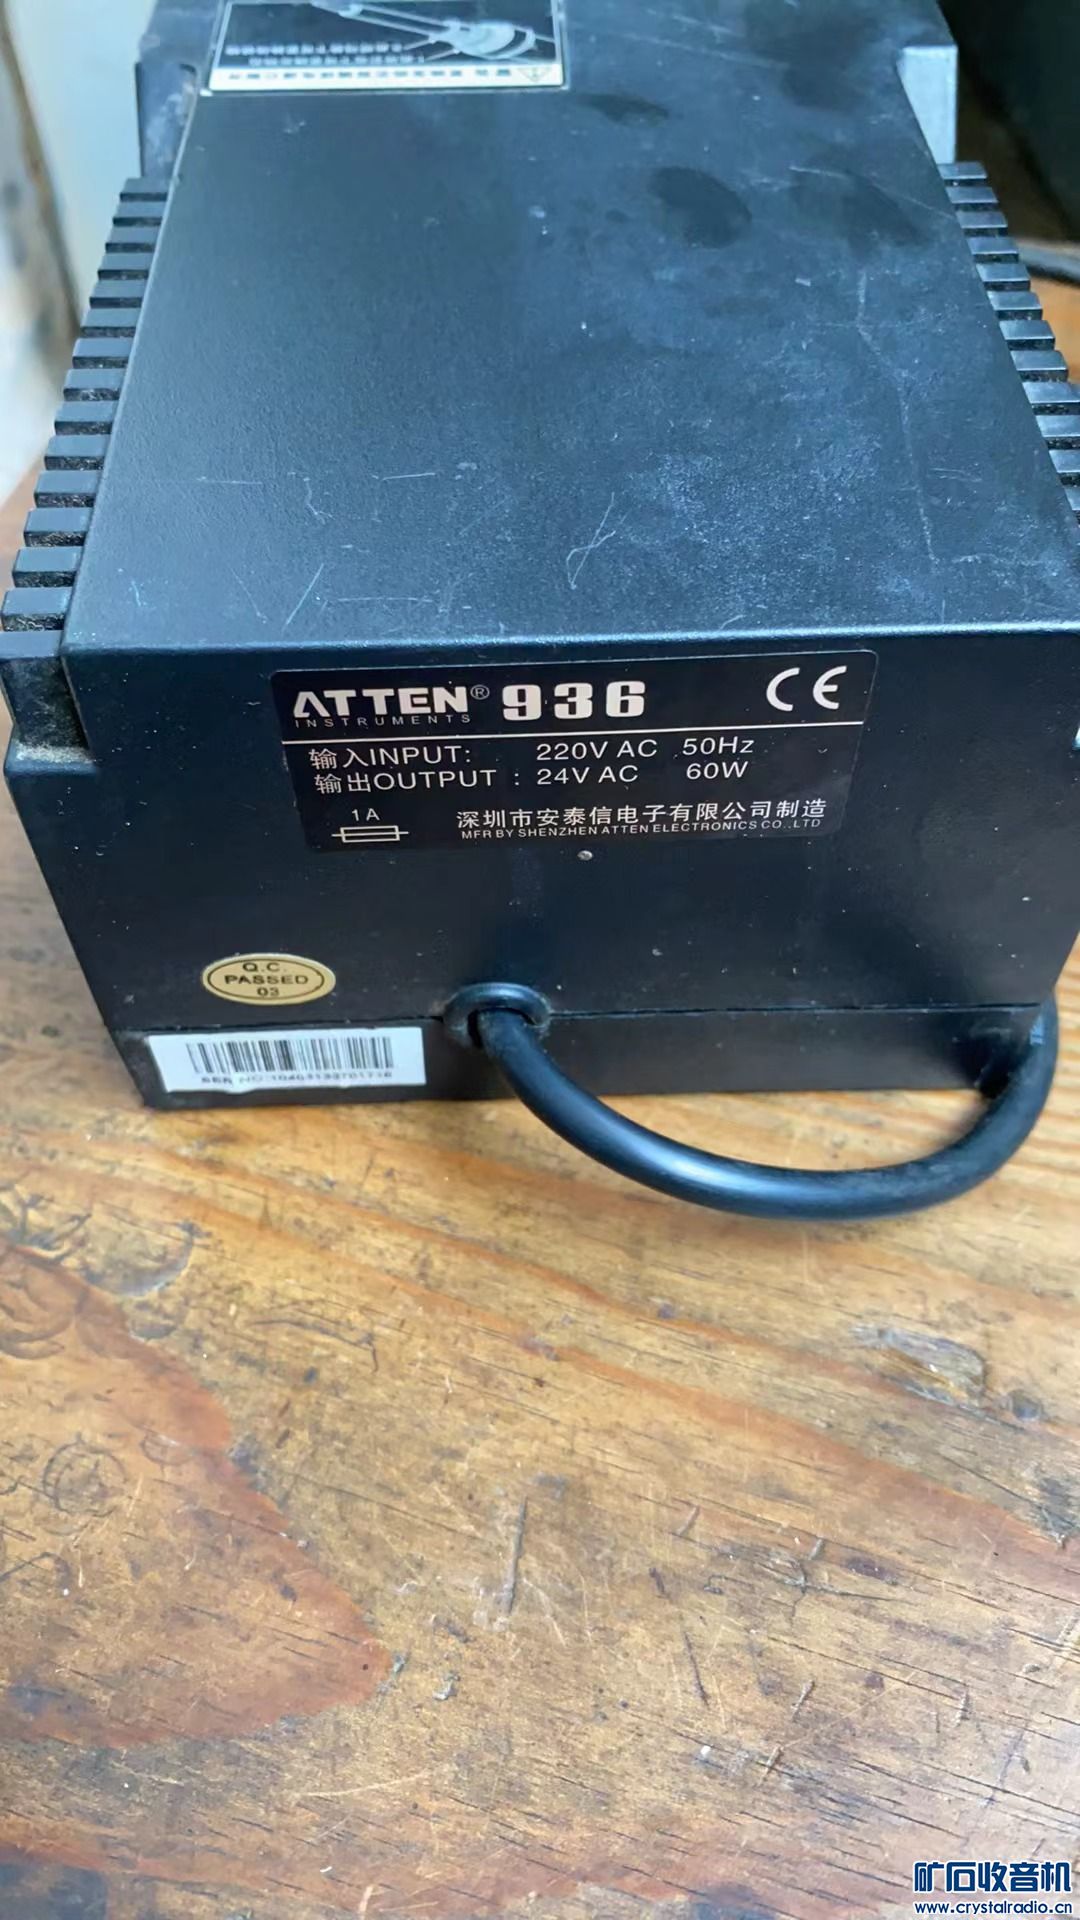 ATTEN® 936 CE
INSTRUMENTS
输入INPUT: 220V AC 50Hz
输出OUTPUT : 24V AC 60W
1A 深圳市安泰信电子有限公司制造
MFR BY SHENZHEN ATTEN ELECTRONICS CO.,LTD
Q.C.
PASSED
03
矿石收音机
www.crystalradio.cn